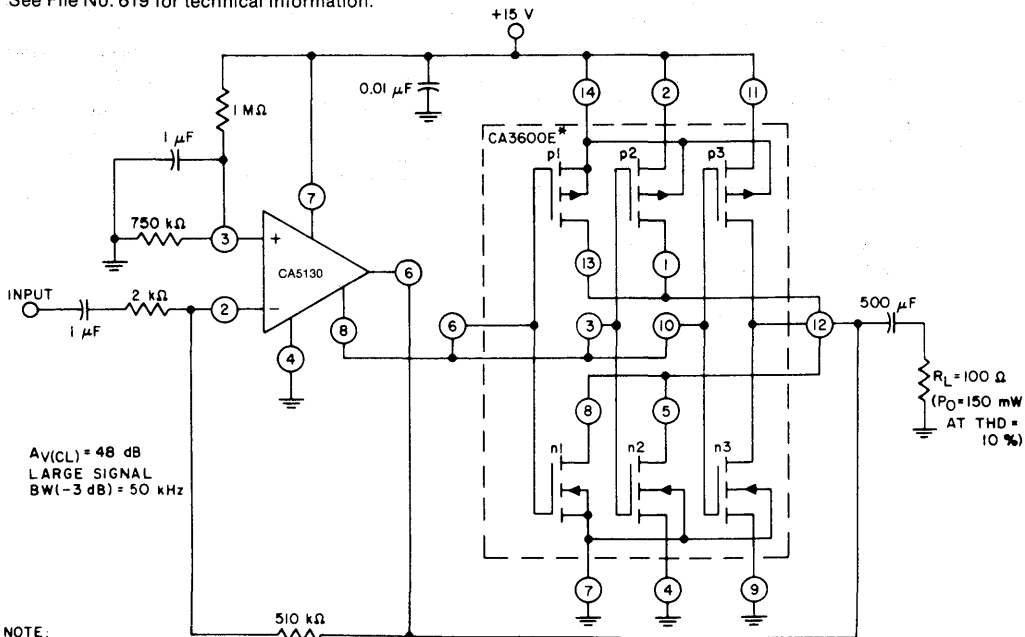 See File No. 619 for technical information.
+15 V
0.01 µF
1 MΩ
1 µF
14
2
11
CA3600E*
p1
p2
p3
7
750 kΩ
3
+
CA5130
6
13
1
INPUT
1 µF
2 kΩ
2
−
8
6
3
10
12
500 µF
4
RL=100 Ω
(PO=150 mW
AT THD =
10 %)
8
5
AV(CL) = 48 dB
LARGE SIGNAL
BW(-3 dB) = 50 kHz
n1
n2
n3
7
4
9
510 kΩ
NOTE: